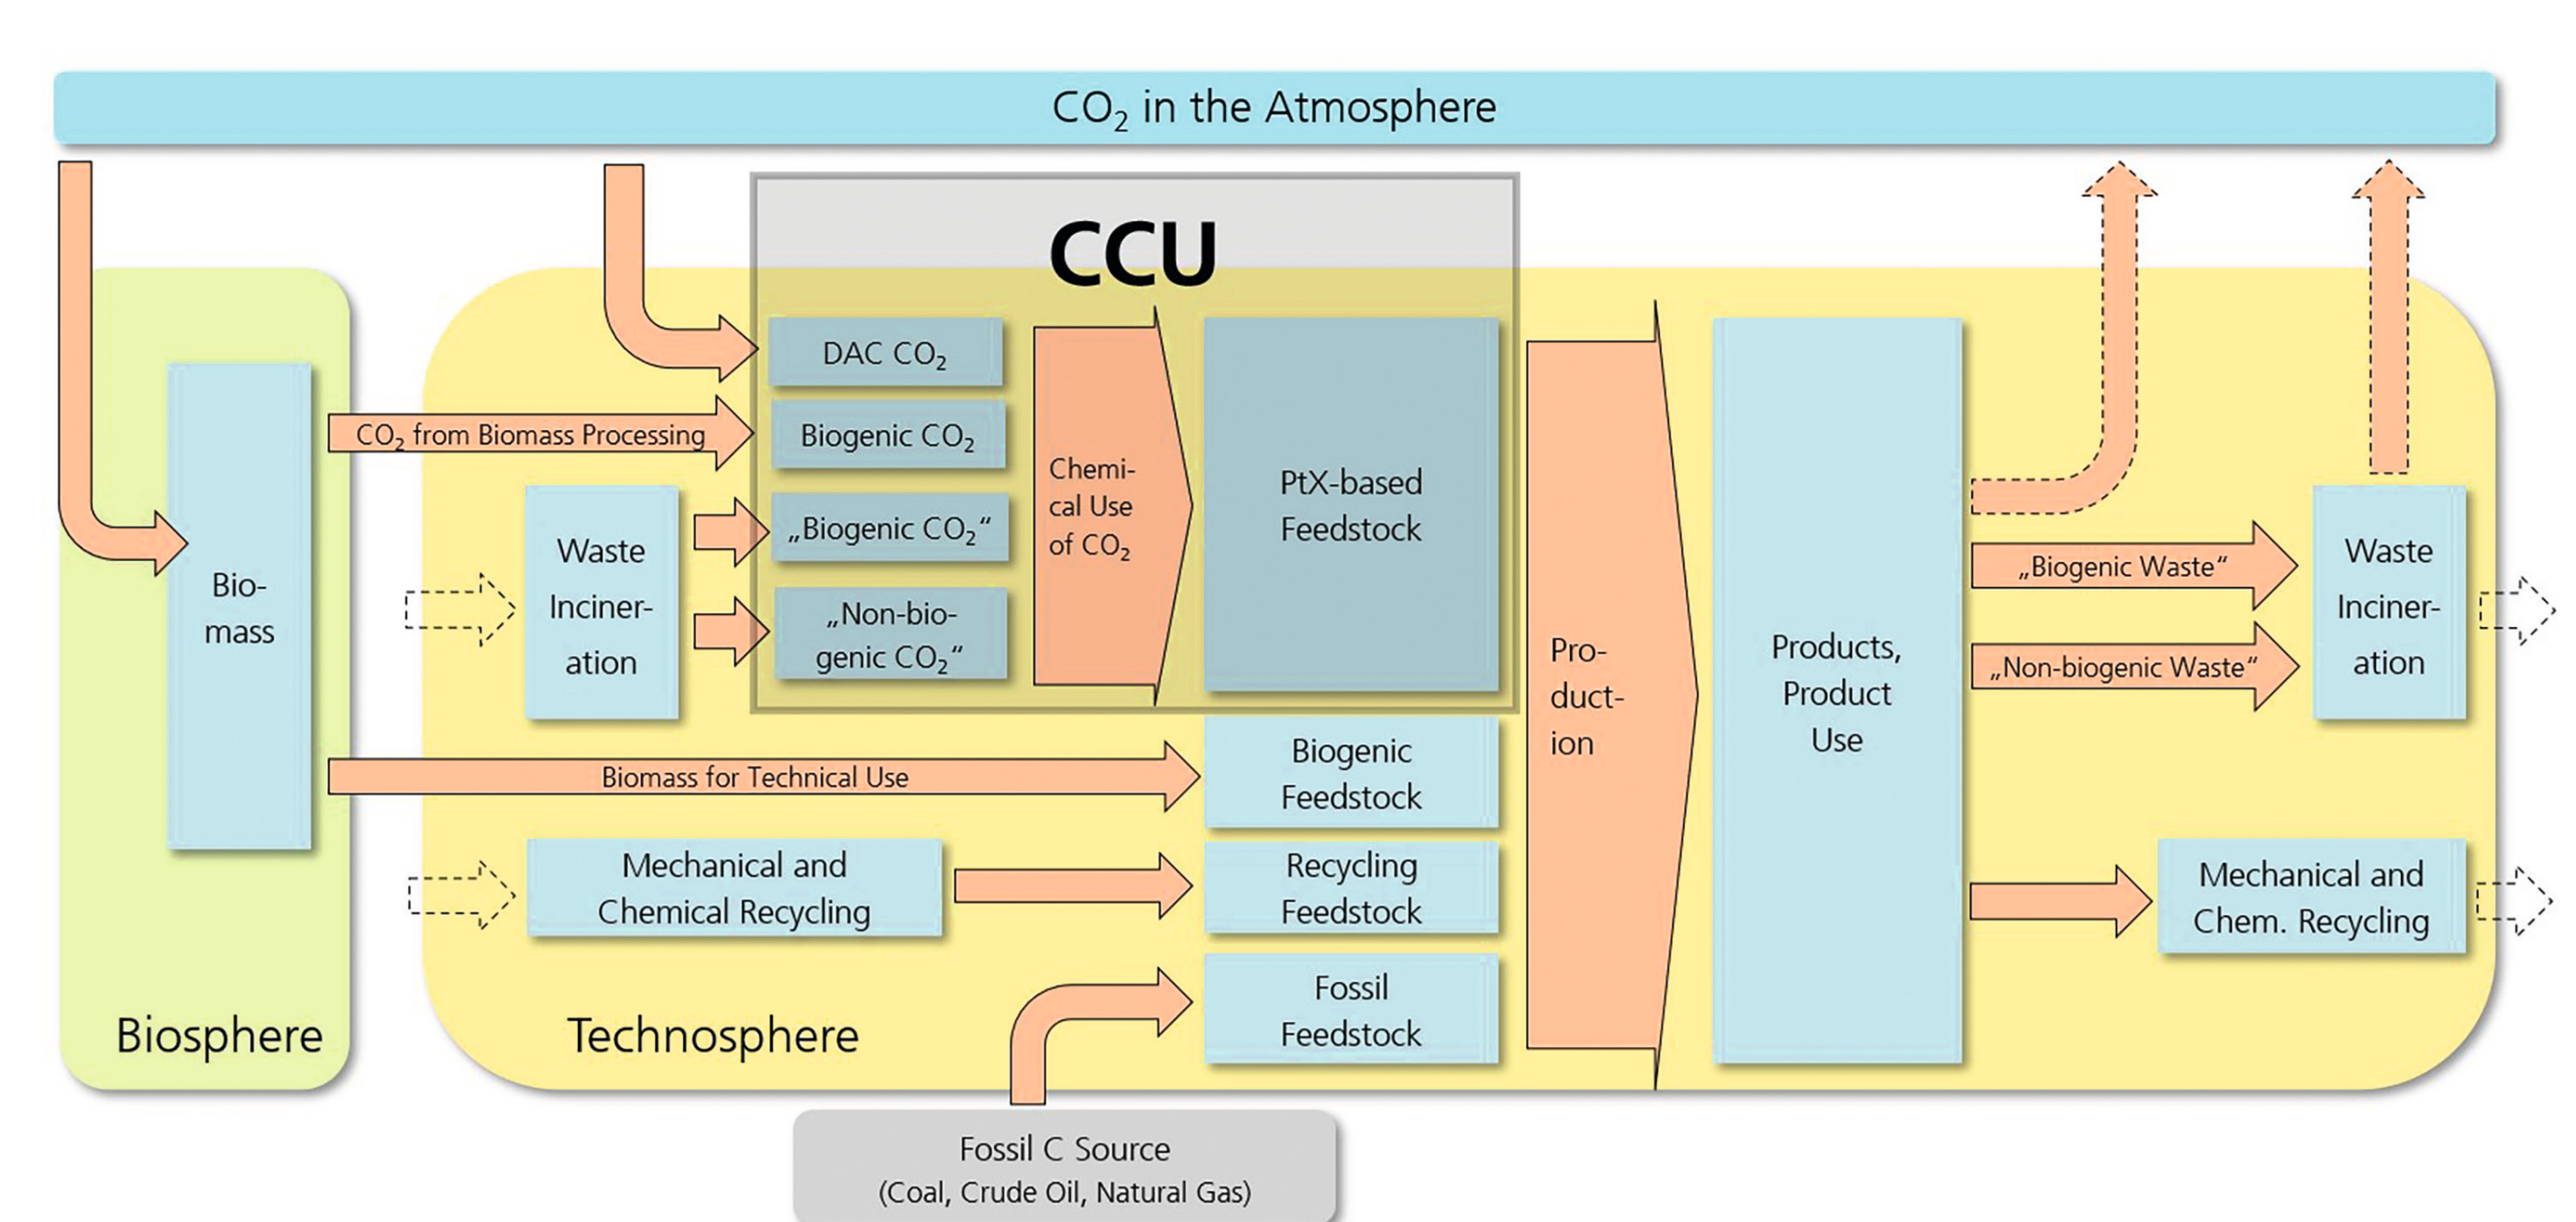 CO₂ in the Atmosphere
CCU
DAC CO₂
CO₂ from Biomass Processing
Biogenic CO₂
Chemi-
cal Use
of CO₂
PtX-based
Feedstock
„Biogenic CO₂“
„Non-bio-
genic CO₂“
Waste
Inciner-
ation
Bio-
mass
Pro-
duct-
ion
Products,
Product
Use
„Biogenic Waste“
„Non-biogenic Waste“
Waste
Inciner-
ation
Biomass for Technical Use
Biogenic
Feedstock
Mechanical and
Chemical Recycling
Recycling
Feedstock
Mechanical and
Chem. Recycling
Fossil
Feedstock
Biosphere
Technosphere
Fossil C Source
(Coal, Crude Oil, Natural Gas)